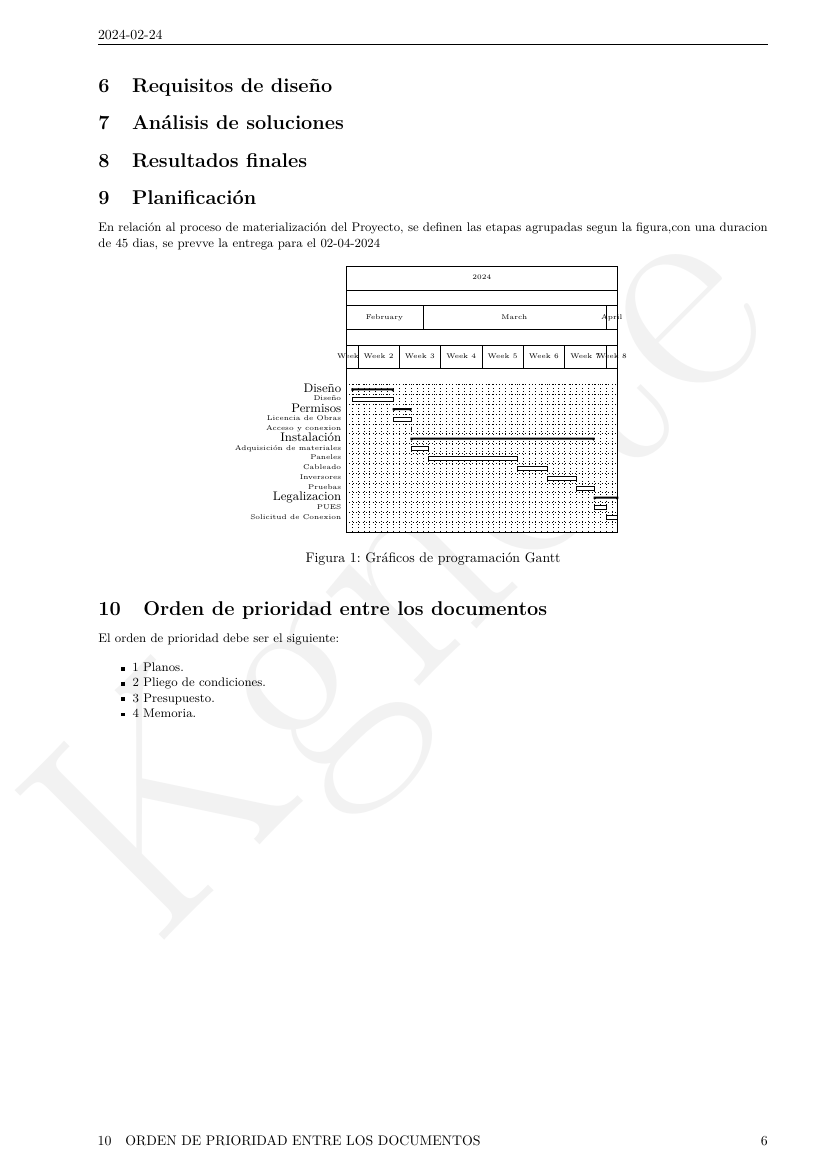 2024-02-24
6 Requisitos de diseño
7 Análisis de soluciones
8 Resultados finales
9 Planificación
En relación al proceso de materialización del Proyecto, se definen las etapas agrupadas segun la figura,con una duracion
de 45 dias, se prevve la entrega para el 02-04-2024
2024
February March April
Week Week 2 Week 3 Week 4 Week 5 Week 6 Week 7 Week 8
Diseño
Diseño
Permisos
Licencia de Obras
Acceso y conexion
Instalación
Adquisición de materiales
Paneles
Cableado
Inversores
Pruebas
Legalizacion
PUES
Solicitud de Conexion
Figura 1: Gráficos de programación Gantt
10 Orden de prioridad entre los documentos
El orden de prioridad debe ser el siguiente:
▪ 1 Planos.
▪ 2 Pliego de condiciones.
▪ 3 Presupuesto.
▪ 4 Memoria.
10 ORDEN DE PRIORIDAD ENTRE LOS DOCUMENTOS 6